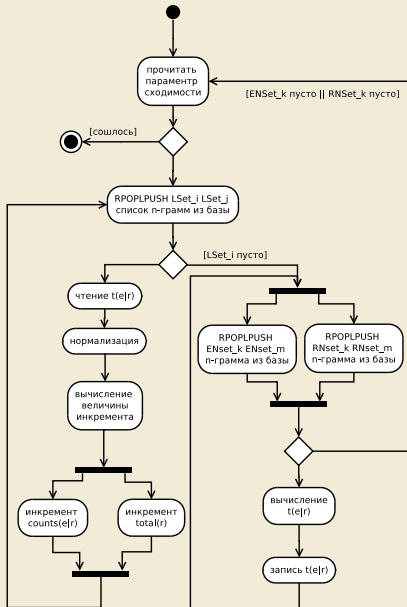 прочитать
параметр
сходимости
[ENSet_k пусто || RNSet_k пусто]
[сошлось]
RPOPLPUSH LSet_i LSet_j
список n-грамм из базы
[LSet_i пусто]
чтение t(e|r)
нормализация
RPOPLPUSH
ENset_k ENset_m
n-грамма из базы
RPOPLPUSH
RNset_k RNset_m
n-грамма из базы
вычисление
величины
инкремента
инкремент
counts(e|r)
инкремент
total(r)
вычисление
t(e|r)
запись t(e|r)